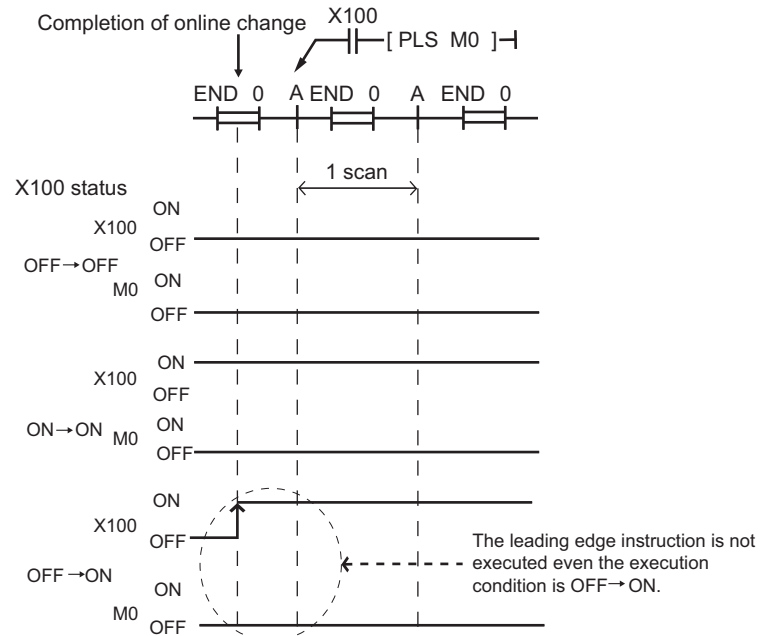 Completion of online change
X100
[ PLS M0 ]
END 0 A END 0 A END 0
1 scan
X100 status
ON
X100
OFF
OFF→OFF
ON
M0
OFF
ON
X100
OFF
ON
ON→ON M0
OFF
ON
X100
OFF
The leading edge instruction is not
executed even the execution
condition is OFF→ON.
OFF→ON
ON
M0
OFF